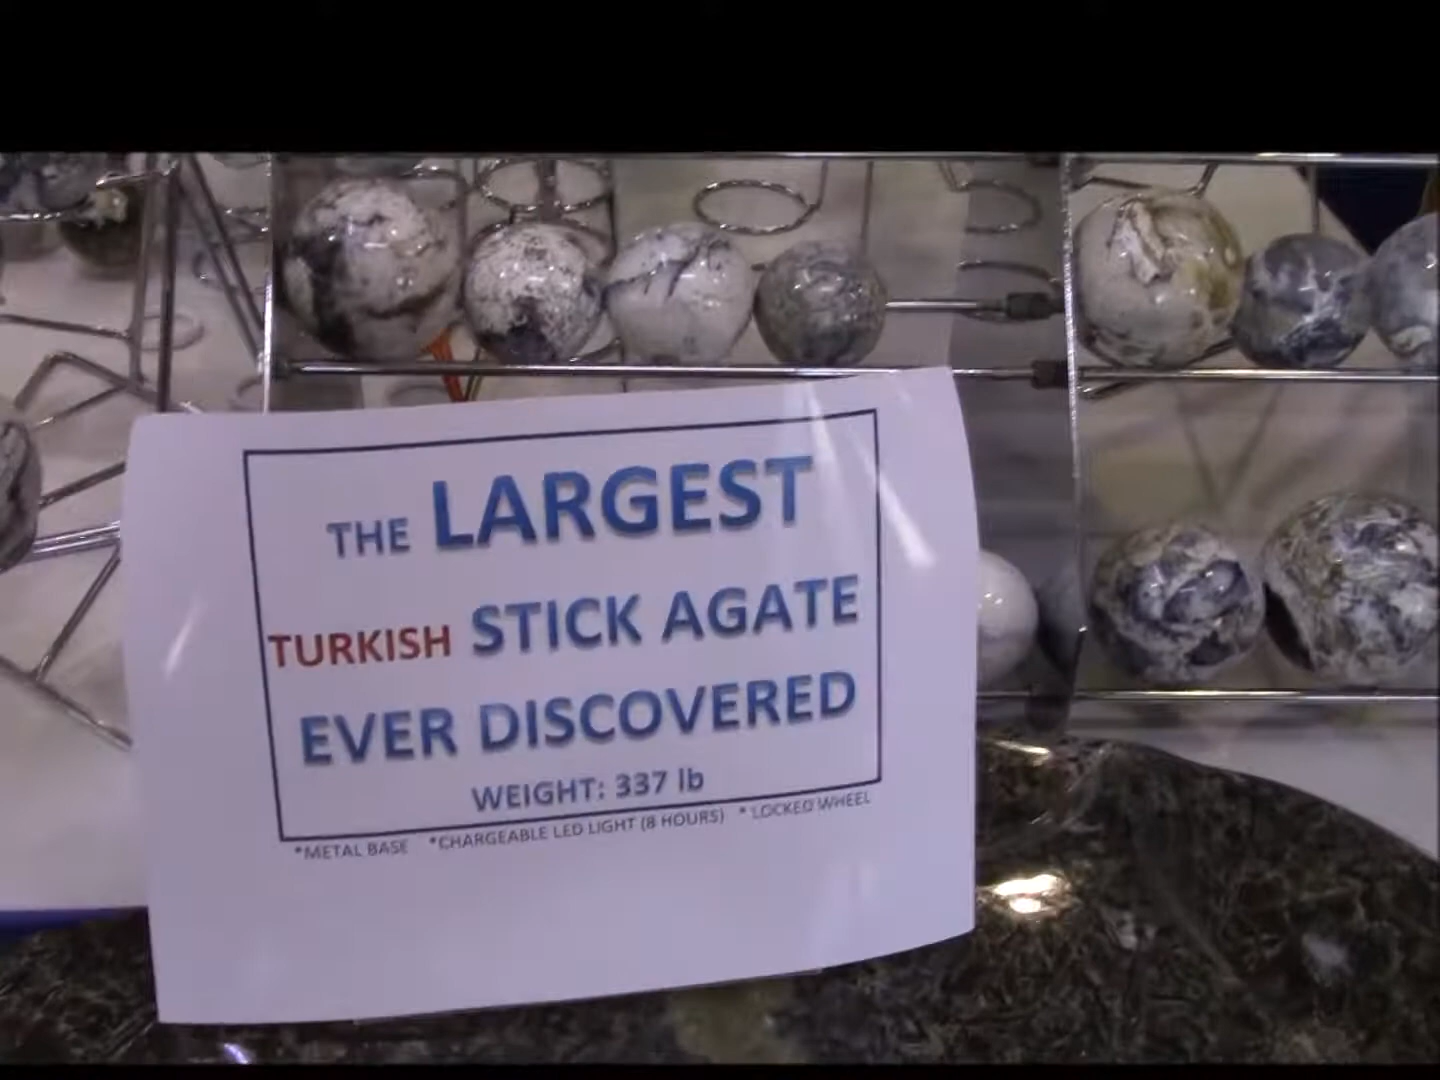 THE LARGEST
TURKISH STICK AGATE
EVER DISCOVERED
WEIGHT: 337 lb
*METAL BASE *CHARGEABLE LED LIGHT (8 HOURS) * LOCKED WHEEL